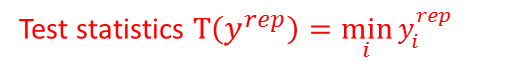 Test statistics T(y^{rep}) = \min_i y_i^{rep}